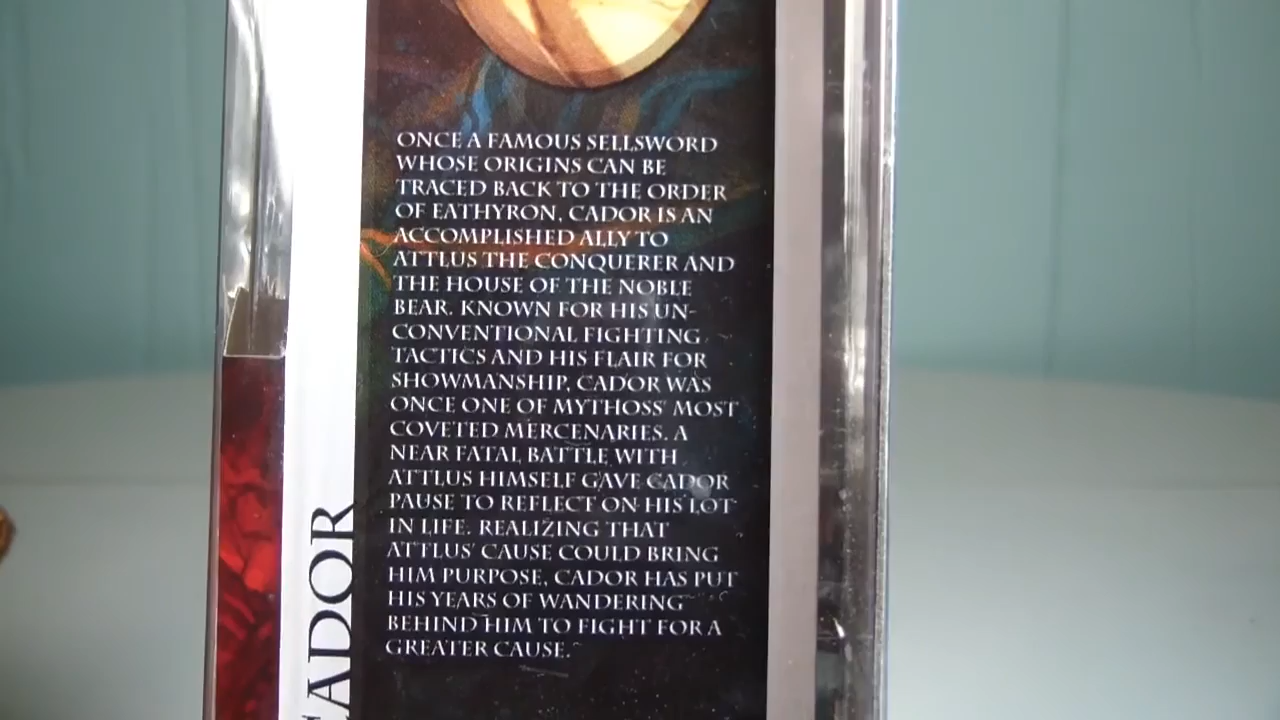 ONCE A FAMOUS SELLSWORD
WHOSE ORIGINS CAN BE
TRACED BACK TO THE ORDER
OF EATHYRON, CADOR IS AN
ACCOMPLISHED ALLY TO
ATTLUS THE CONQUERER AND
THE HOUSE OF THE NOBLE
BEAR. KNOWN FOR HIS UN-
CONVENTIONAL FIGHTING
TACTICS AND HIS FLAIR FOR
SHOWMANSHIP, CADOR WAS
ONCE ONE OF MYTHOSS' MOST
COVETED MERCENARIES. A
NEAR FATAL BATTLE WITH
ATTLUS HIMSELF GAVE CADOR
PAUSE TO REFLECT ON HIS LOT
IN LIFE. REALIZING THAT
ATTLUS' CAUSE COULD BRING
HIM PURPOSE, CADOR HAS PUT
HIS YEARS OF WANDERING
BEHIND HIM TO FIGHT FOR A
GREATER CAUSE.
CADOR